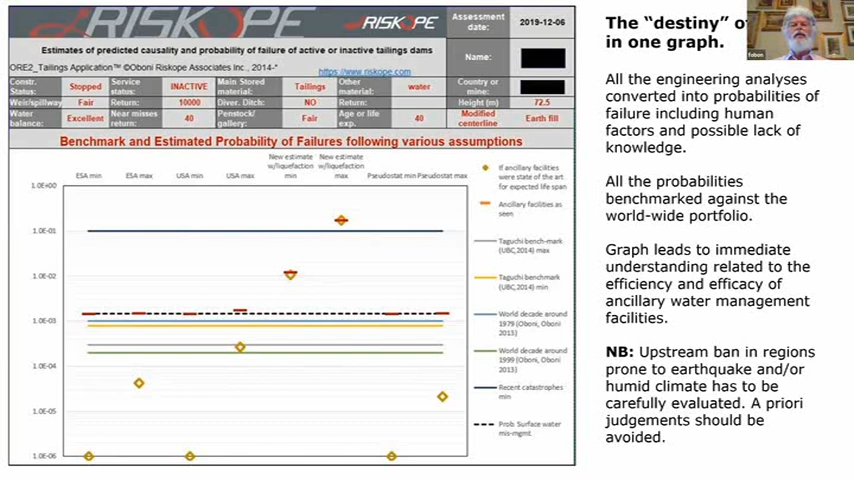 RISKOPE
RISKOPE
Assessment date:
2019-12-06
Estimates of predicted causality and probability of failure of active or inactive tailings dams
Name:
ORE2_Tailings Application™ ©Oboni Riskope Associates Inc., 2014-*
https://www.riskope.com
Constr. Status: Stopped Service status: INACTIVE Main Stored material: Tailings Other material: water Country or mine:
Weir/spillway Fair Return: 10000 Diver. Ditch: NO Return: Height (m) 72.5
Water balance: Excellent Near misses return: 40 Penstock/ gallery: Fair Age or life exp. 40 Modified centerline Earth fill
Benchmark and Estimated Probability of Failures following various assumptions
ESA min ESA max USA min USA max New estimate w/liquefaction min New estimate w/liquefaction max Pseudostat min Pseudostat max
1.0E+00
1.0E-01
1.0E-02
1.0E-03
1.0E-04
1.0E-05
1.0E-06
If ancillary facilities were state of the art for expected life span
Ancillary facilities as seen
Taguchi bench-mark (UBC,2014) max
Taguchi benchmark (UBC,2014) min
World decade around 1979 (Oboni, Oboni 2013)
World decade around 1999 (Oboni, Oboni 2013)
Recent catastrophes min
Prob. Surface water mis-mgmt.
The “destiny” o
in one graph.
All the engineering analyses
converted into probabilities of
failure including human
factors and possible lack of
knowledge.
All the probabilities
benchmarked against the
world-wide portfolio.
Graph leads to immediate
understanding related to the
efficiency and efficacy of
ancillary water management
facilities.
NB: Upstream ban in regions
prone to earthquake and/or
humid climate has to be
carefully evaluated. A priori
judgements should be
avoided.